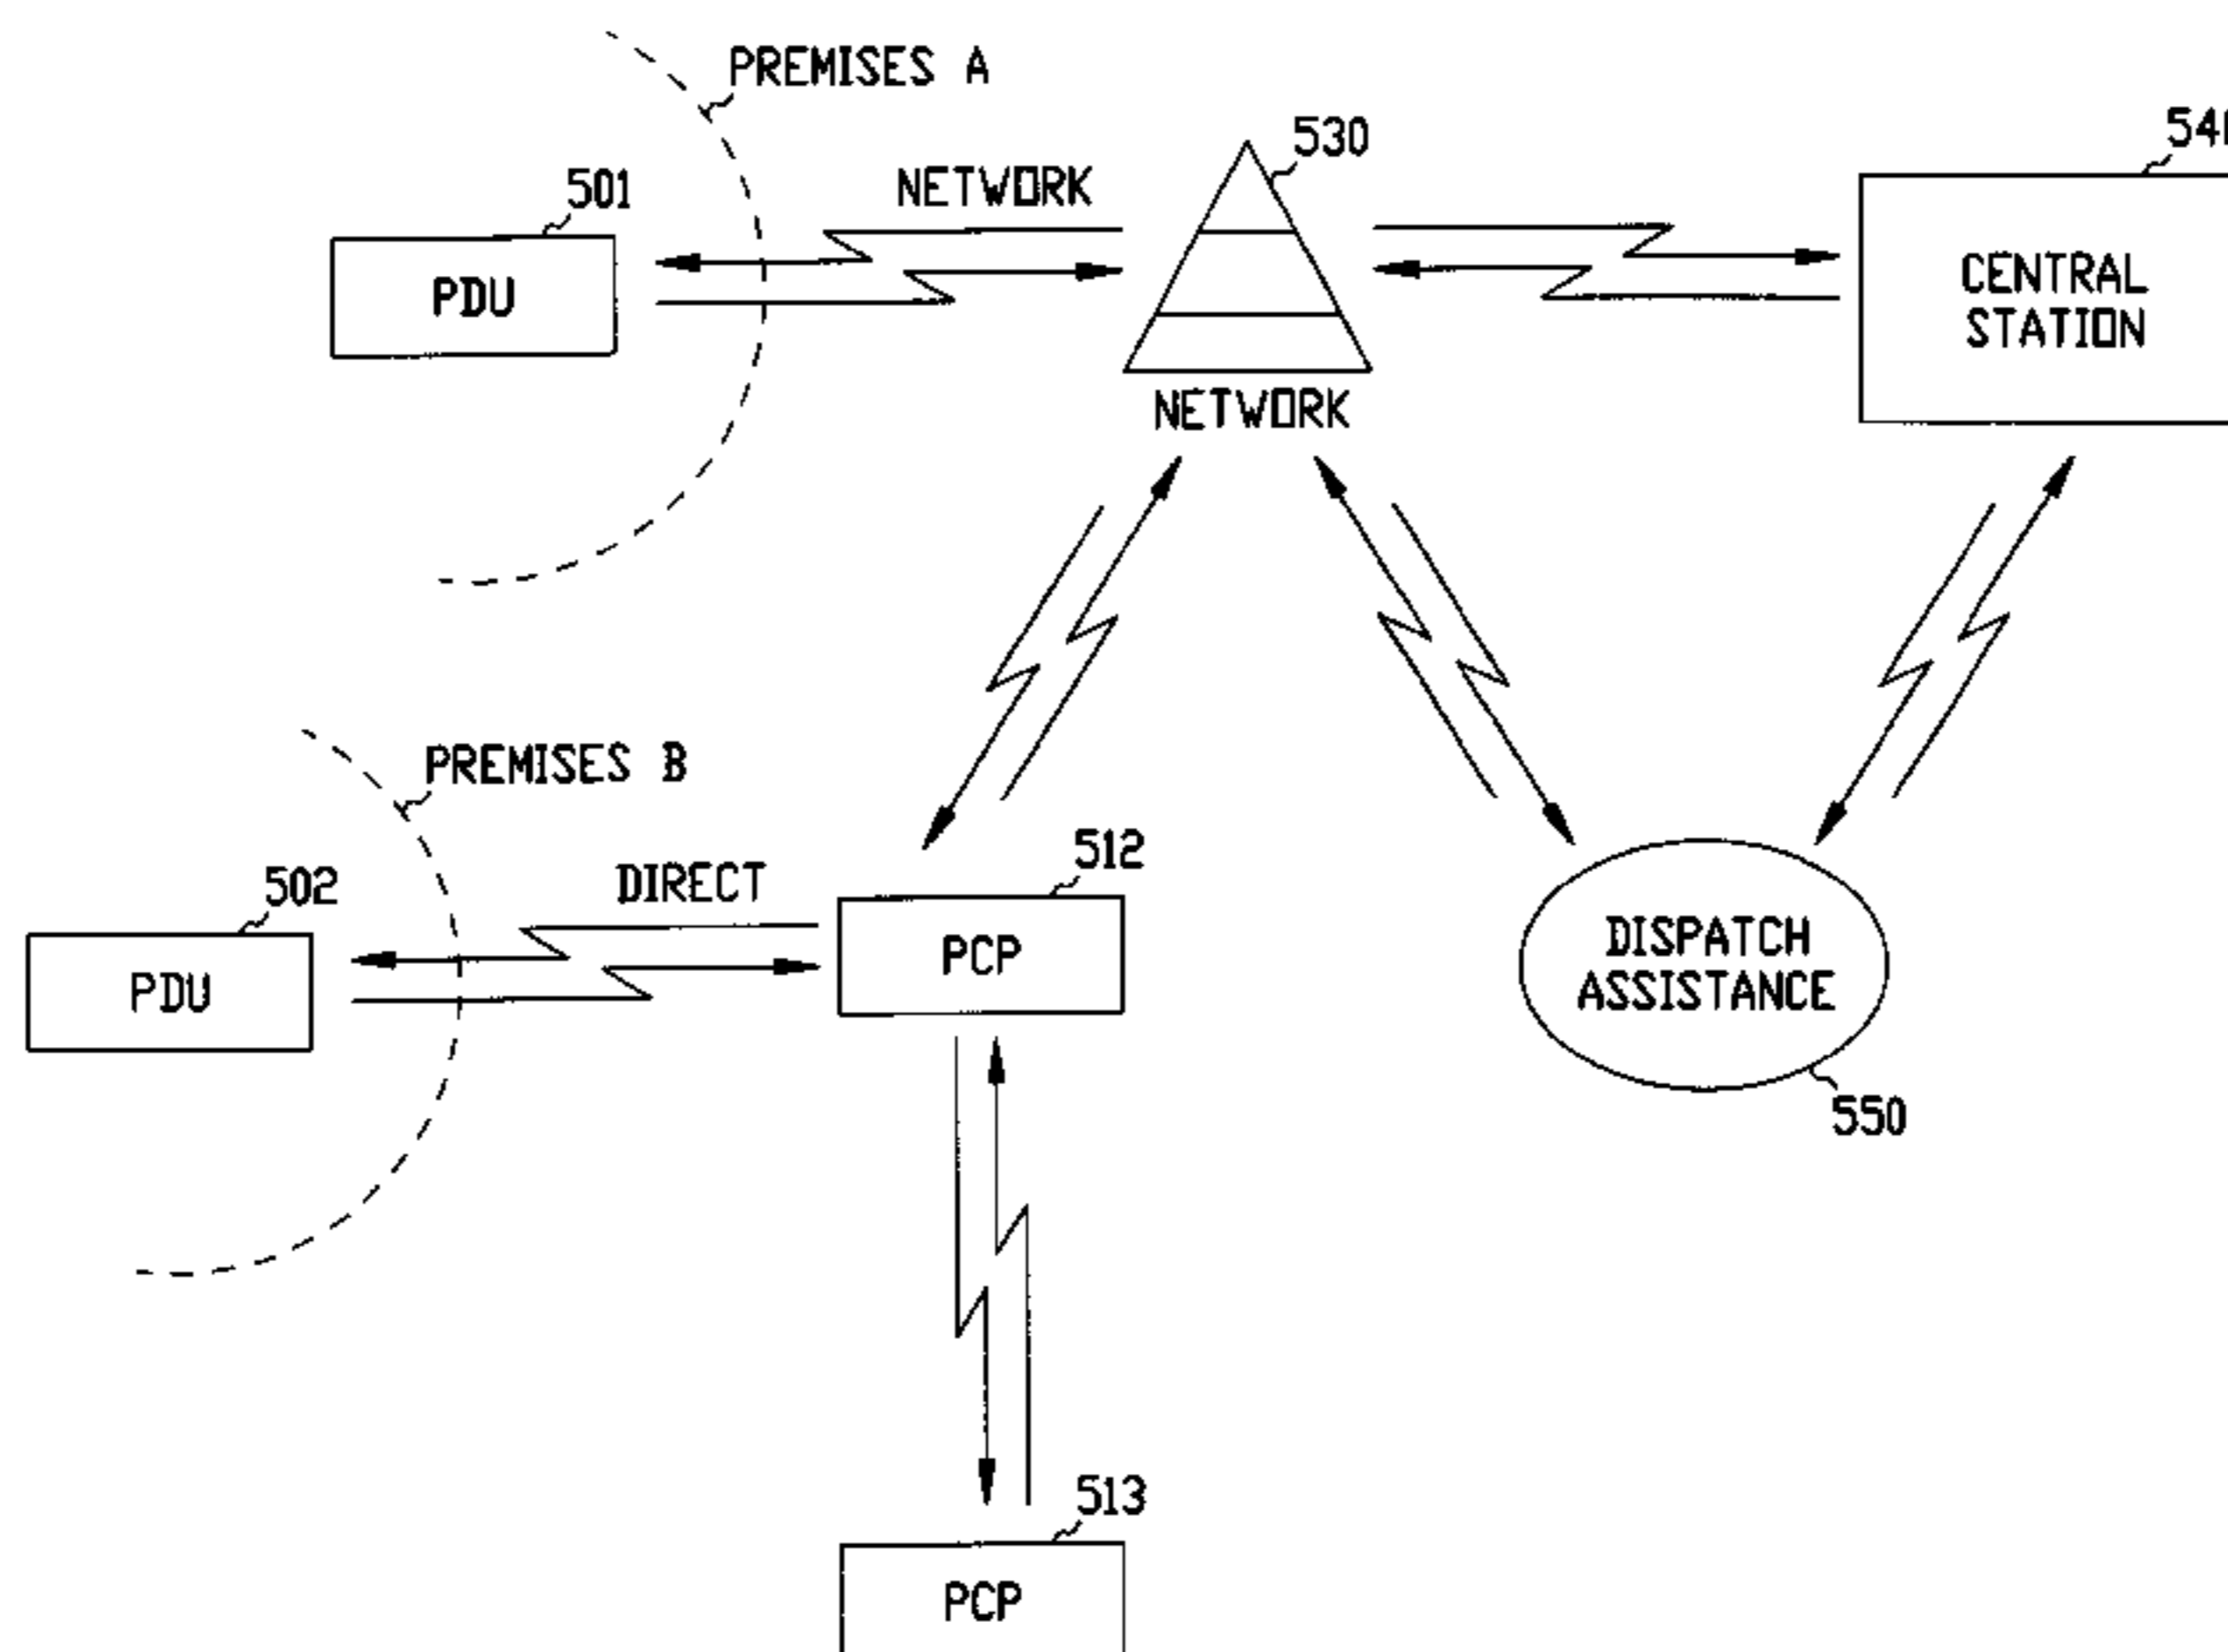 PREMISES A
530
501
NETWORK
PDU
CENTRAL
STATION
NETWORK
PREMISES B
512
502
DIRECT
PCP
PDU
DISPATCH
ASSISTANCE
550
513
PCP